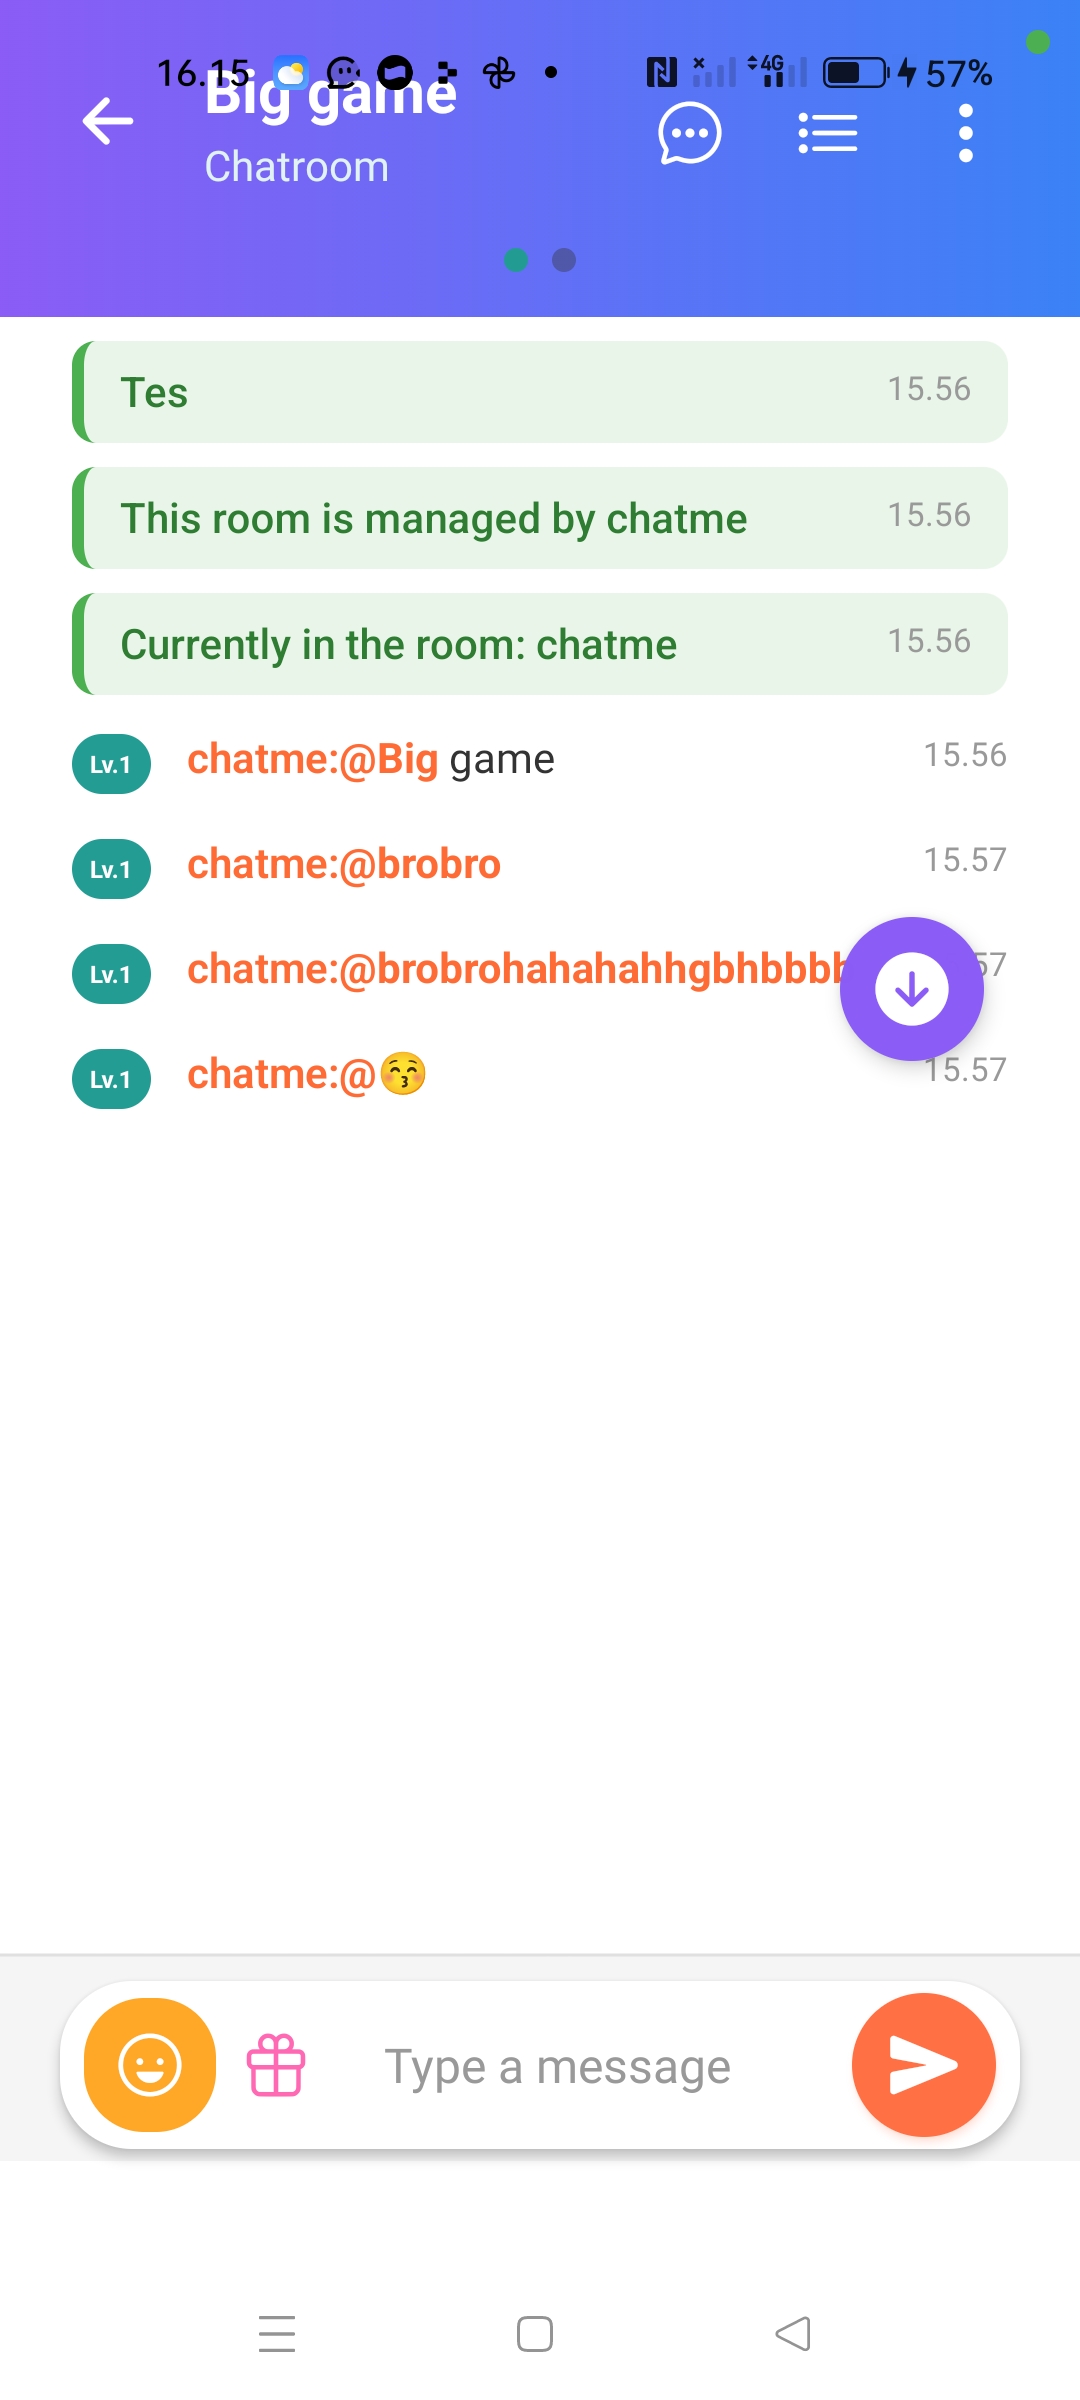 16.15 4G 57%
Big game
Chatroom
Tes 15.56
This room is managed by chatme 15.56
Currently in the room: chatme 15.56
Lv.1 chatme:@Big game 15.56
Lv.1 chatme:@brobro 15.57
Lv.1 chatme:@brobrohahahahhgbhbbbb 57
Lv.1 chatme:@😚 15.57
Type a message